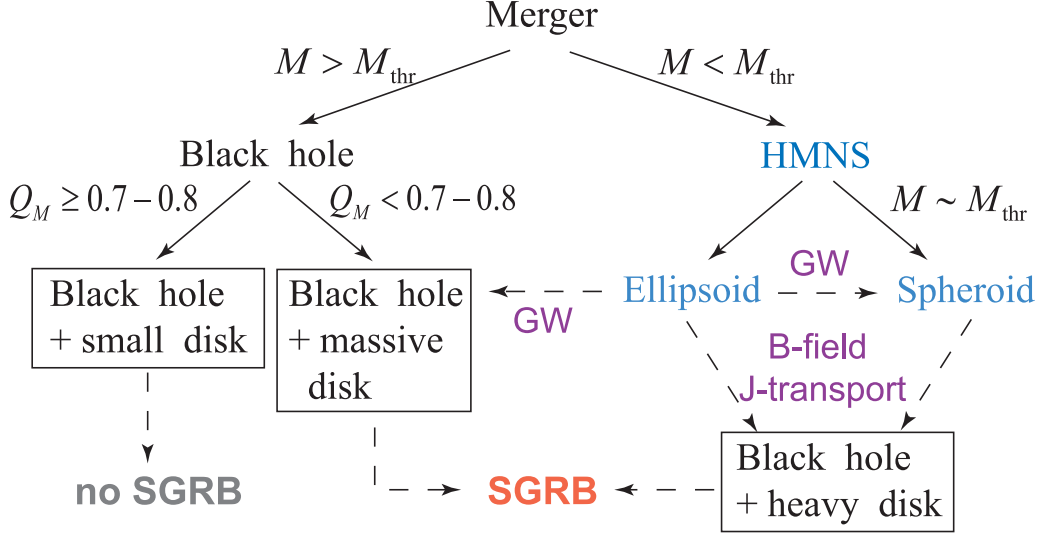 Merger
M > M_thr
M < M_thr
Black hole
HMNS
Q_M ≥ 0.7 – 0.8
Q_M < 0.7 – 0.8
M ~ M_thr
Black hole
+ small disk
Black hole
+ massive
disk
GW
Ellipsoid
GW
Spheroid
B-field
J-transport
no SGRB
SGRB
Black hole
+ heavy disk